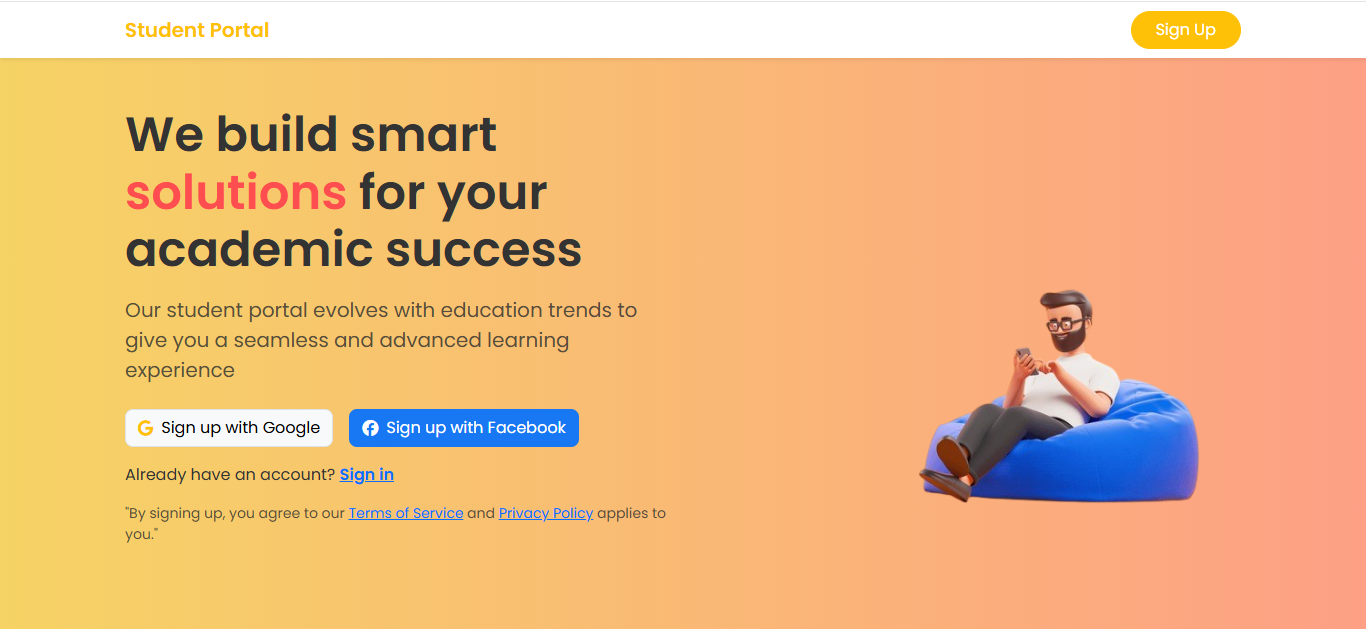 Student Portal
Sign Up
We build smart
solutions for your
academic success
Our student portal evolves with education trends to
give you a seamless and advanced learning
experience
Sign up with Google
Sign up with Facebook
Already have an account? Sign in
"By signing up, you agree to our Terms of Service and Privacy Policy applies to
you."